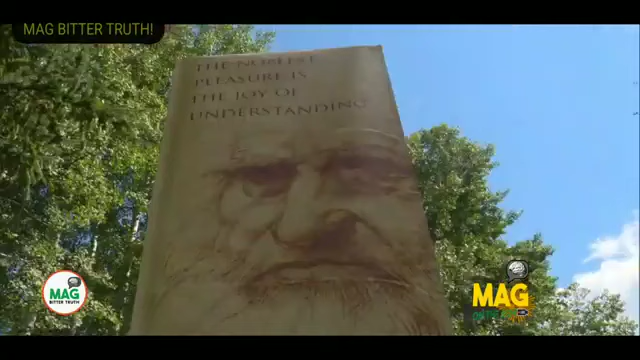 MAG BITTER TRUTH!
THE NOBLEST
PLEASURE IS
THE JOY OF
UNDERSTANDING
MAG
BITTER TRUTH
MAG